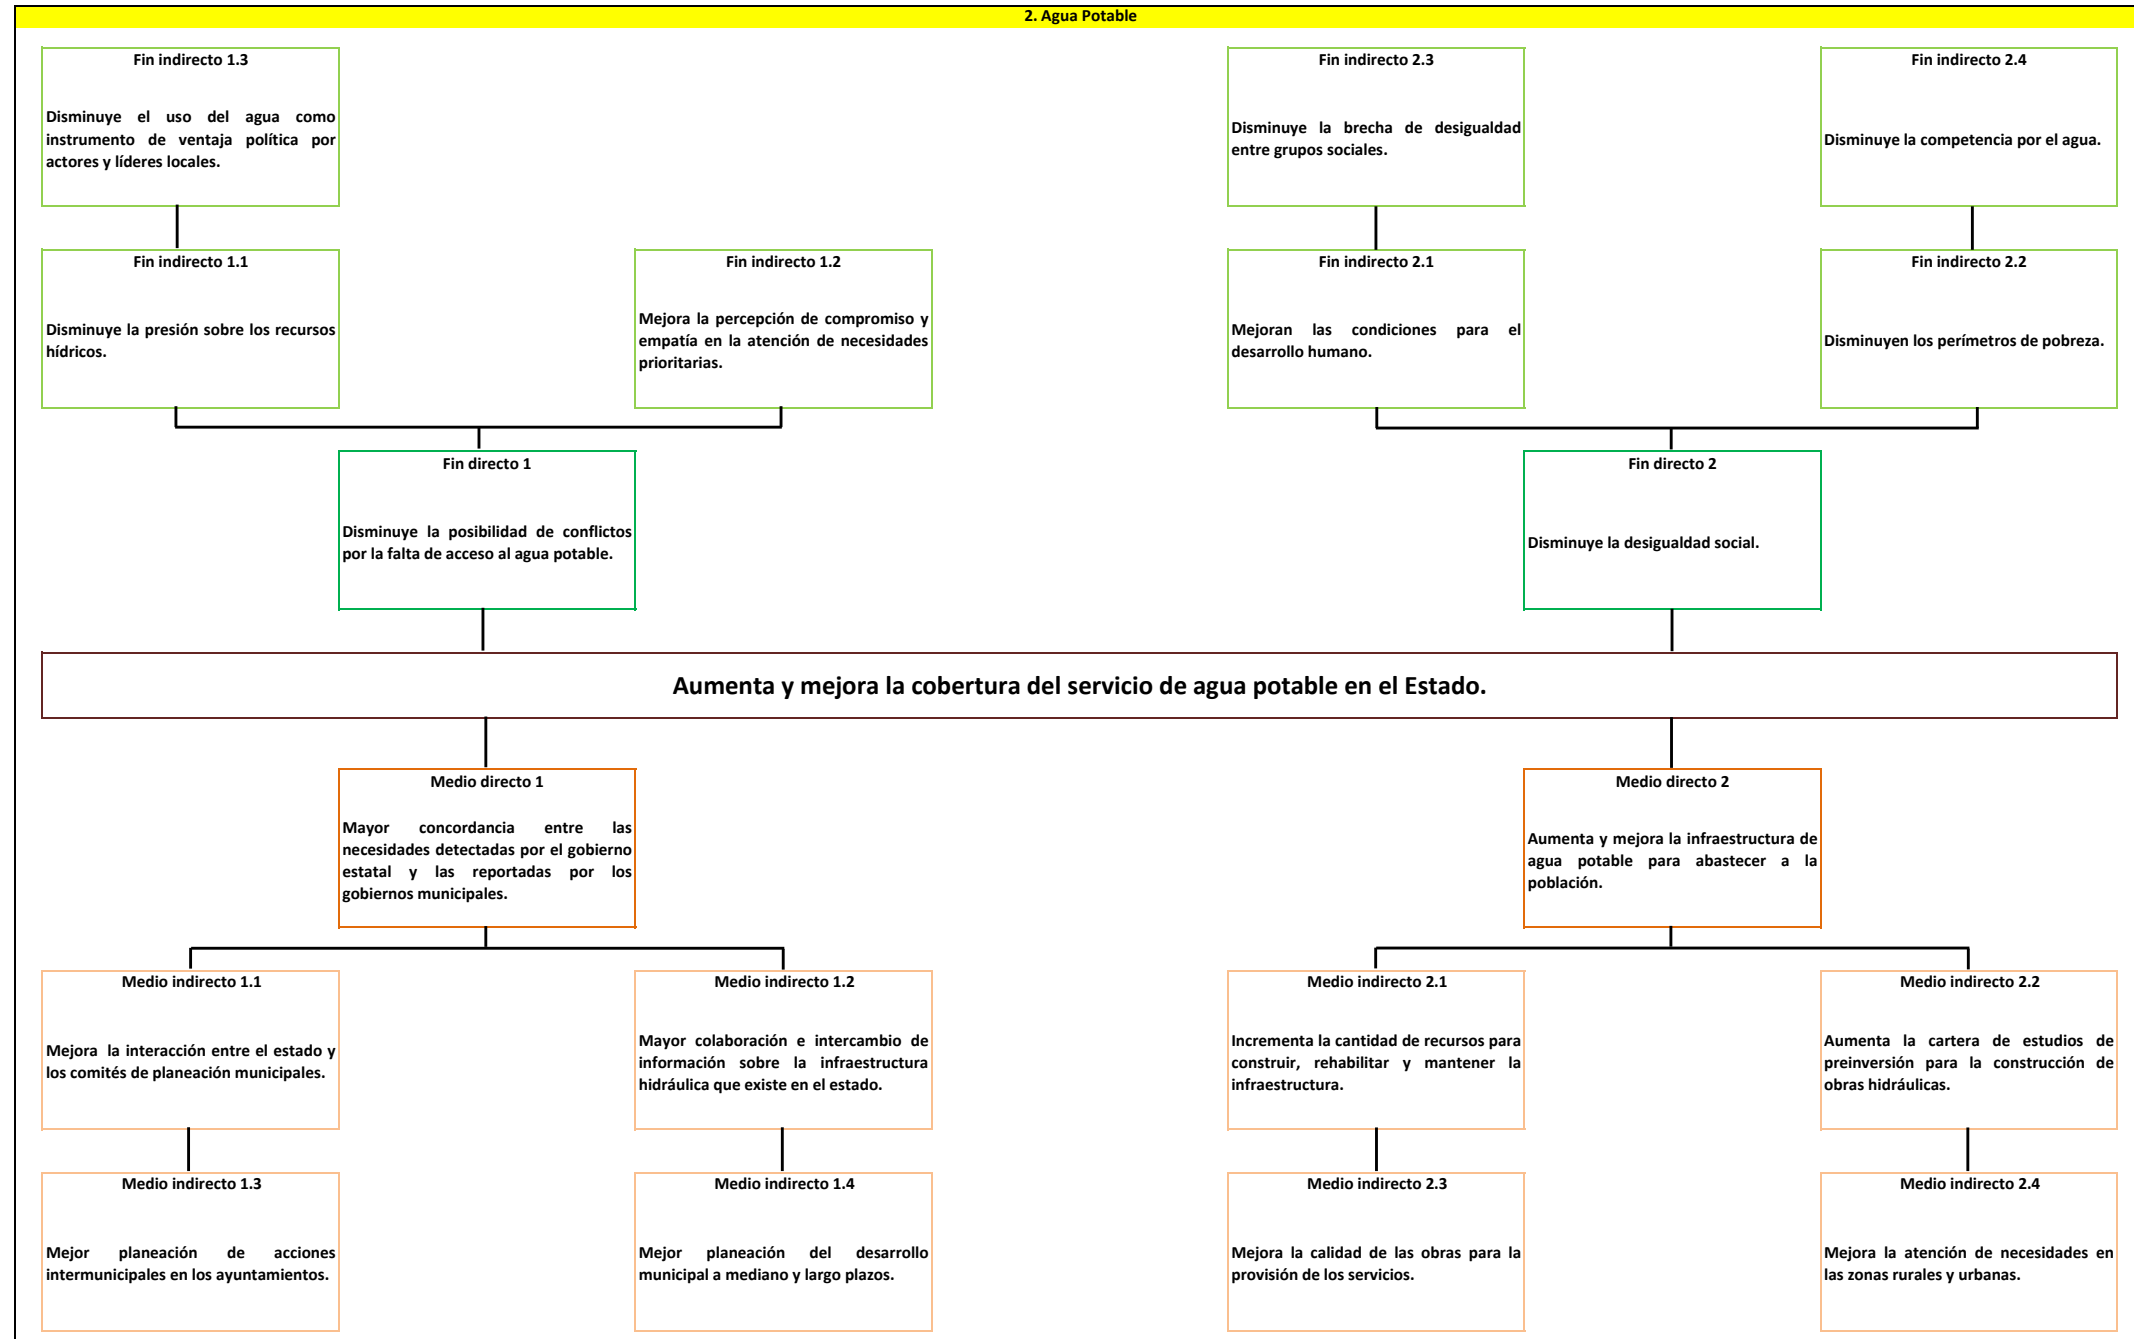 2. Agua Potable
Fin indirecto 1.3
Disminuye el uso del agua como
instrumento de ventaja política por
actores y líderes locales.
Fin indirecto 2.3
Disminuye la brecha de desigualdad
entre grupos sociales.
Fin indirecto 2.4
Disminuye la competencia por el agua.
Fin indirecto 1.1
Disminuye la presión sobre los recursos
hídricos.
Fin indirecto 1.2
Mejora la percepción de compromiso y
empatía en la atención de necesidades
prioritarias.
Fin indirecto 2.1
Mejoran las condiciones para el
desarrollo humano.
Fin indirecto 2.2
Disminuyen los perímetros de pobreza.
Fin directo 1
Disminuye la posibilidad de conflictos
por la falta de acceso al agua potable.
Fin directo 2
Disminuye la desigualdad social.
Aumenta y mejora la cobertura del servicio de agua potable en el Estado.
Medio directo 1
Mayor concordancia entre las
necesidades detectadas por el gobierno
estatal y las reportadas por los
gobiernos municipales.
Medio directo 2
Aumenta y mejora la infraestructura de
agua potable para abastecer a la
población.
Medio indirecto 1.1
Mejora la interacción entre el estado y
los comités de planeación municipales.
Medio indirecto 1.2
Mayor colaboración e intercambio de
información sobre la infraestructura
hidráulica que existe en el estado.
Medio indirecto 2.1
Incrementa la cantidad de recursos para
construir, rehabilitar y mantener la
infraestructura.
Medio indirecto 2.2
Aumenta la cartera de estudios de
preinversión para la construcción de
obras hidráulicas.
Medio indirecto 1.3
Mejor planeación de acciones
intermunicipales en los ayuntamientos.
Medio indirecto 1.4
Mejor planeación del desarrollo
municipal a mediano y largo plazos.
Medio indirecto 2.3
Mejora la calidad de las obras para la
provisión de los servicios.
Medio indirecto 2.4
Mejora la atención de necesidades en
las zonas rurales y urbanas.